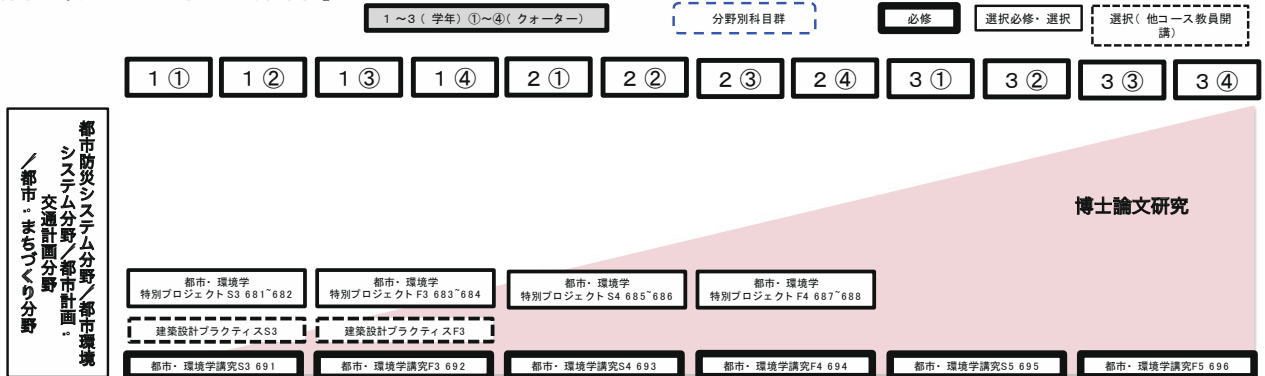 １～３（学年）①～④（クォーター）
分野別科目群
必修
選択必修・選択
選択（他コース教員開
講）
１①
１②
１③
１④
２①
２②
２③
２④
３①
３②
３③
３④
都市防災システム分野／都市環境
システム分野／都市計画・
交通計画分野
／都市・まちづくり分野
博士論文研究
都市・環境学
特別プロジェクトS3 681~682
都市・環境学
特別プロジェクトF3 683~684
都市・環境学
特別プロジェクトS4 685~686
都市・環境学
特別プロジェクトF4 687~688
建築設計プラクティスS3
建築設計プラクティスF3
都市・環境学講究S3 691
都市・環境学講究F3 692
都市・環境学講究S4 693
都市・環境学講究F4 694
都市・環境学講究S5 695
都市・環境学講究F5 696